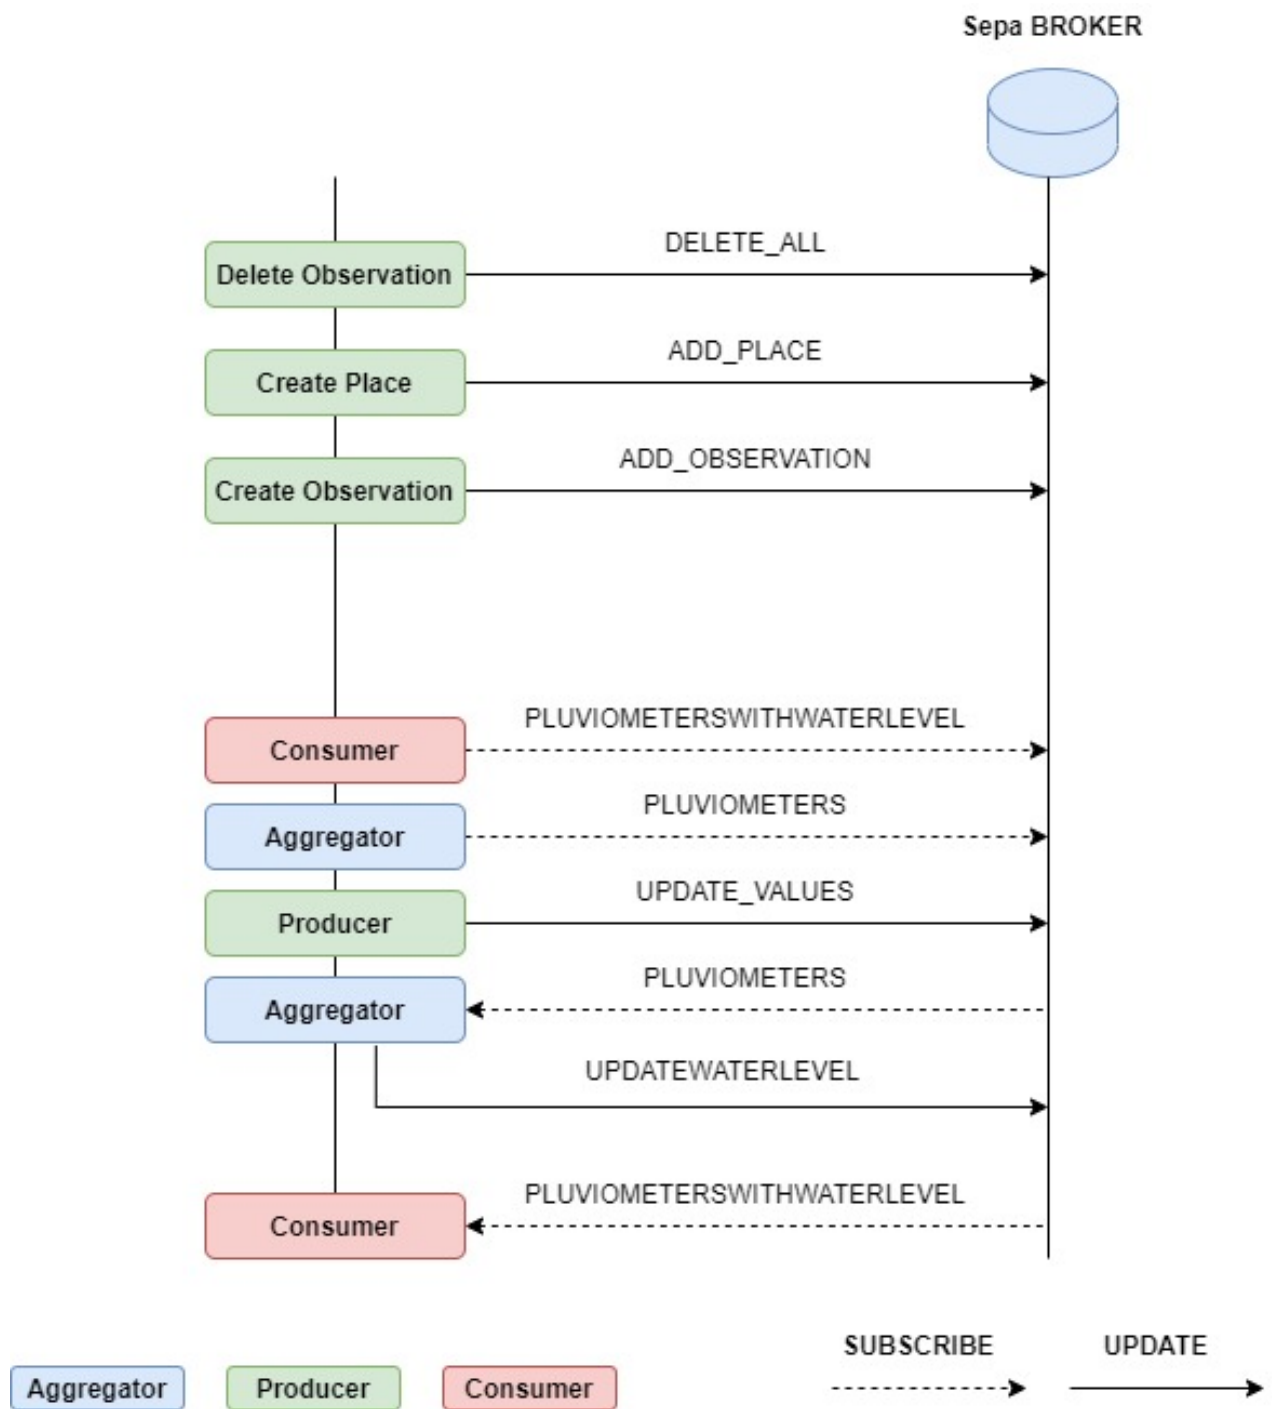 Sepa BROKER
DELETE_ALL
Delete Observation
ADD_PLACE
Create Place
ADD_OBSERVATION
Create Observation
PLUVIOMETERSWITHWATERLEVEL
Consumer
PLUVIOMETERS
Aggregator
UPDATE_VALUES
Producer
PLUVIOMETERS
Aggregator
UPDATEWATERLEVEL
PLUVIOMETERSWITHWATERLEVEL
Consumer
SUBSCRIBE
UPDATE
Aggregator
Producer
Consumer